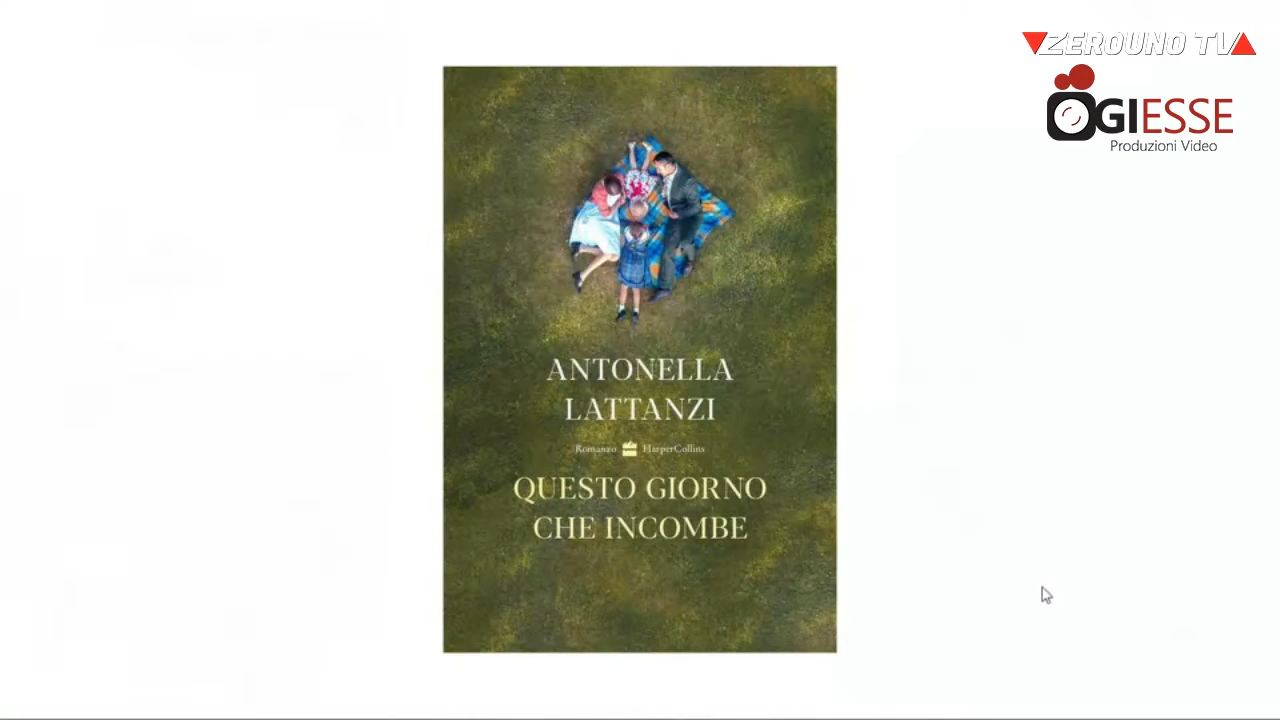 ZEROUNO TV
GIESSE
Produzioni Video
ANTONELLA
LATTANZI
Romanzo HarperCollins
QUESTO GIORNO
CHE INCOMBE